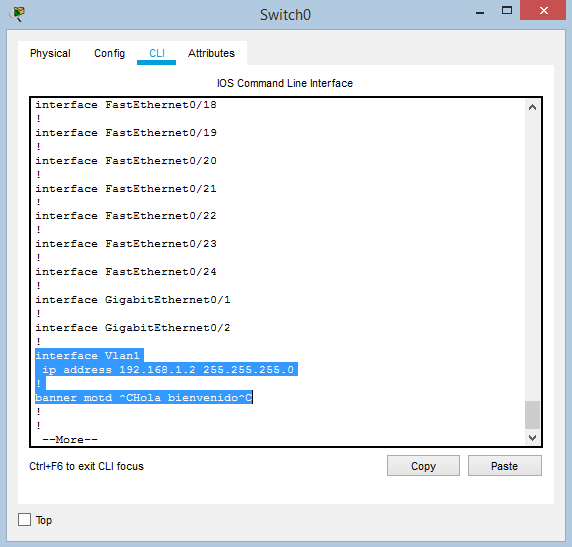 Switch0
Physical Config CLI Attributes
IOS Command Line Interface
interface FastEthernet0/18
!
interface FastEthernet0/19
!
interface FastEthernet0/20
!
interface FastEthernet0/21
!
interface FastEthernet0/22
!
interface FastEthernet0/23
!
interface FastEthernet0/24
!
interface GigabitEthernet0/1
!
interface GigabitEthernet0/2
!
interface Vlan1
 ip address 192.168.1.2 255.255.255.0
!
banner motd ^CHola bienvenido^C
!
!
 --More--
Ctrl+F6 to exit CLI focus
Copy Paste
Top